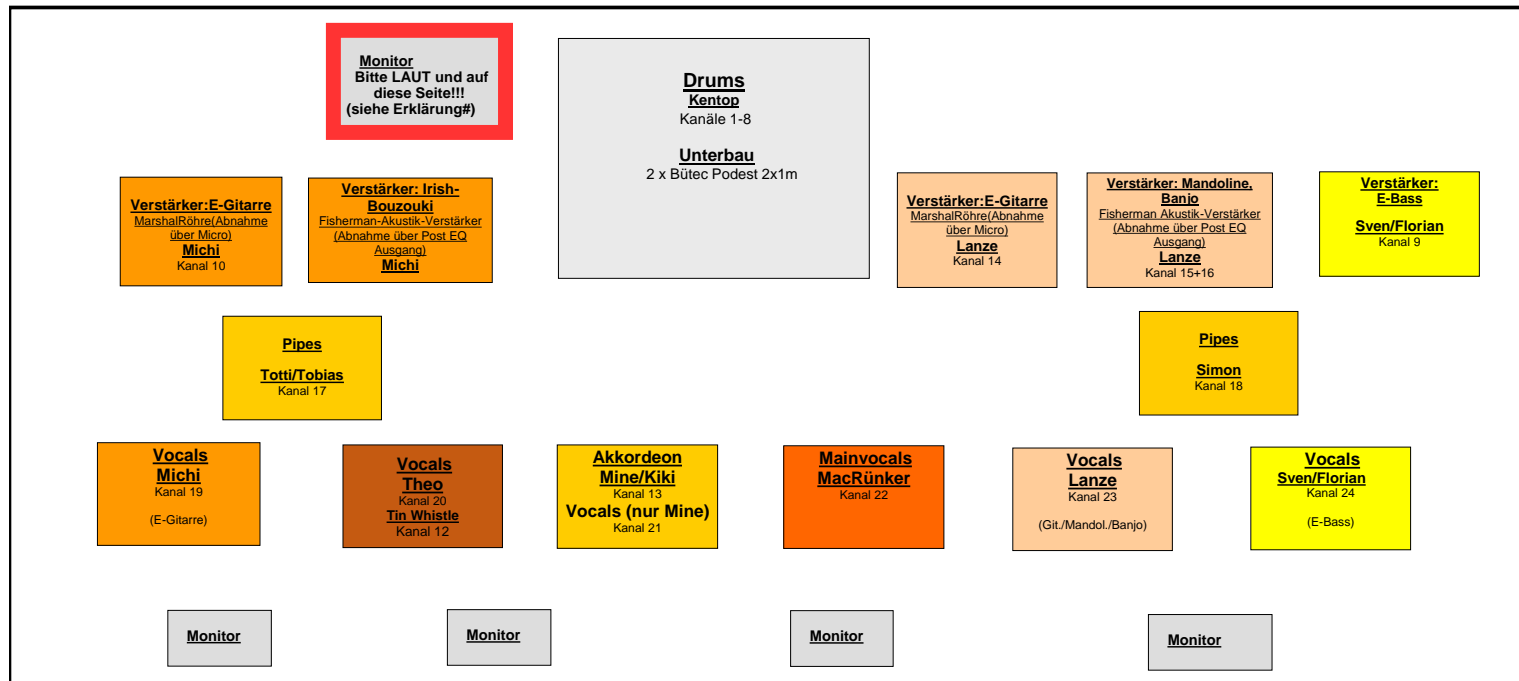 Monitor
Bitte LAUT und auf
diese Seite!!!
(siehe Erklärung#)
Drums
Kentop
Kanäle 1-8
Unterbau
2 x Bütec Podest 2x1m
Verstärker:E-Gitarre
MarshalRöhre(Abnahme
über Micro)
Michi
Kanal 10
Verstärker: Irish-
Bouzouki
Fisherman-Akustik-Verstärker
(Abnahme über Post EQ
Ausgang)
Michi
Verstärker:E-Gitarre
MarshalRöhre(Abnahme
über Micro)
Lanze
Kanal 14
Verstärker: Mandoline,
Banjo
Fisherman Akustik-Verstärker
(Abnahme über Post EQ
Ausgang)
Lanze
Kanal 15+16
Verstärker:
E-Bass
Sven/Florian
Kanal 9
Pipes
Totti/Tobias
Kanal 17
Pipes
Simon
Kanal 18
Vocals
Michi
Kanal 19
(E-Gitarre)
Vocals
Theo
Kanal 20
Tin Whistle
Kanal 12
Akkordeon
Mine/Kiki
Kanal 13
Vocals (nur Mine)
Kanal 21
Mainvocals
MacRünker
Kanal 22
Vocals
Lanze
Kanal 23
(Git./Mandol./Banjo)
Vocals
Sven/Florian
Kanal 24
(E-Bass)
Monitor
Monitor
Monitor
Monitor